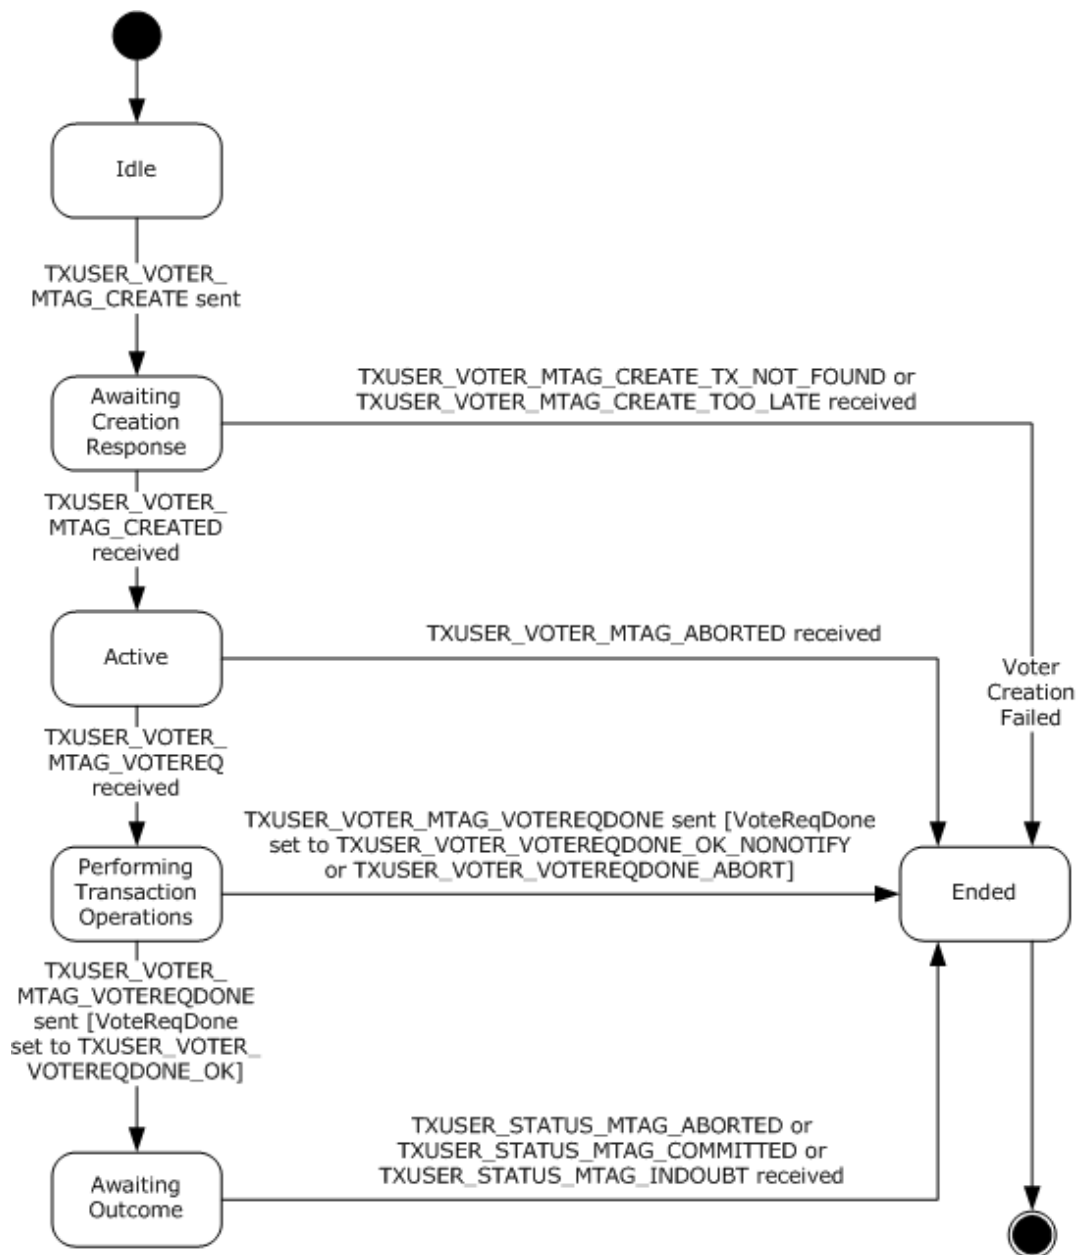 Idle
TXUSER_VOTER_
MTAG_CREATE sent
Awaiting
Creation
Response
TXUSER_VOTER_MTAG_CREATE_TX_NOT_FOUND or
TXUSER_VOTER_MTAG_CREATE_TOO_LATE received
TXUSER_VOTER_
MTAG_CREATED
received
Active
TXUSER_VOTER_MTAG_ABORTED received
Voter
Creation
Failed
TXUSER_VOTER_
MTAG_VOTEREQ
received
Performing
Transaction
Operations
TXUSER_VOTER_MTAG_VOTEREQDONE sent [VoteReqDone
set to TXUSER_VOTER_VOTEREQDONE_OK_NONOTIFY
or TXUSER_VOTER_VOTEREQDONE_ABORT]
Ended
TXUSER_VOTER_
MTAG_VOTEREQDONE
sent [VoteReqDone
set to TXUSER_VOTER_
VOTEREQDONE_OK]
Awaiting
Outcome
TXUSER_STATUS_MTAG_ABORTED or
TXUSER_STATUS_MTAG_COMMITTED or
TXUSER_STATUS_MTAG_INDOUBT received